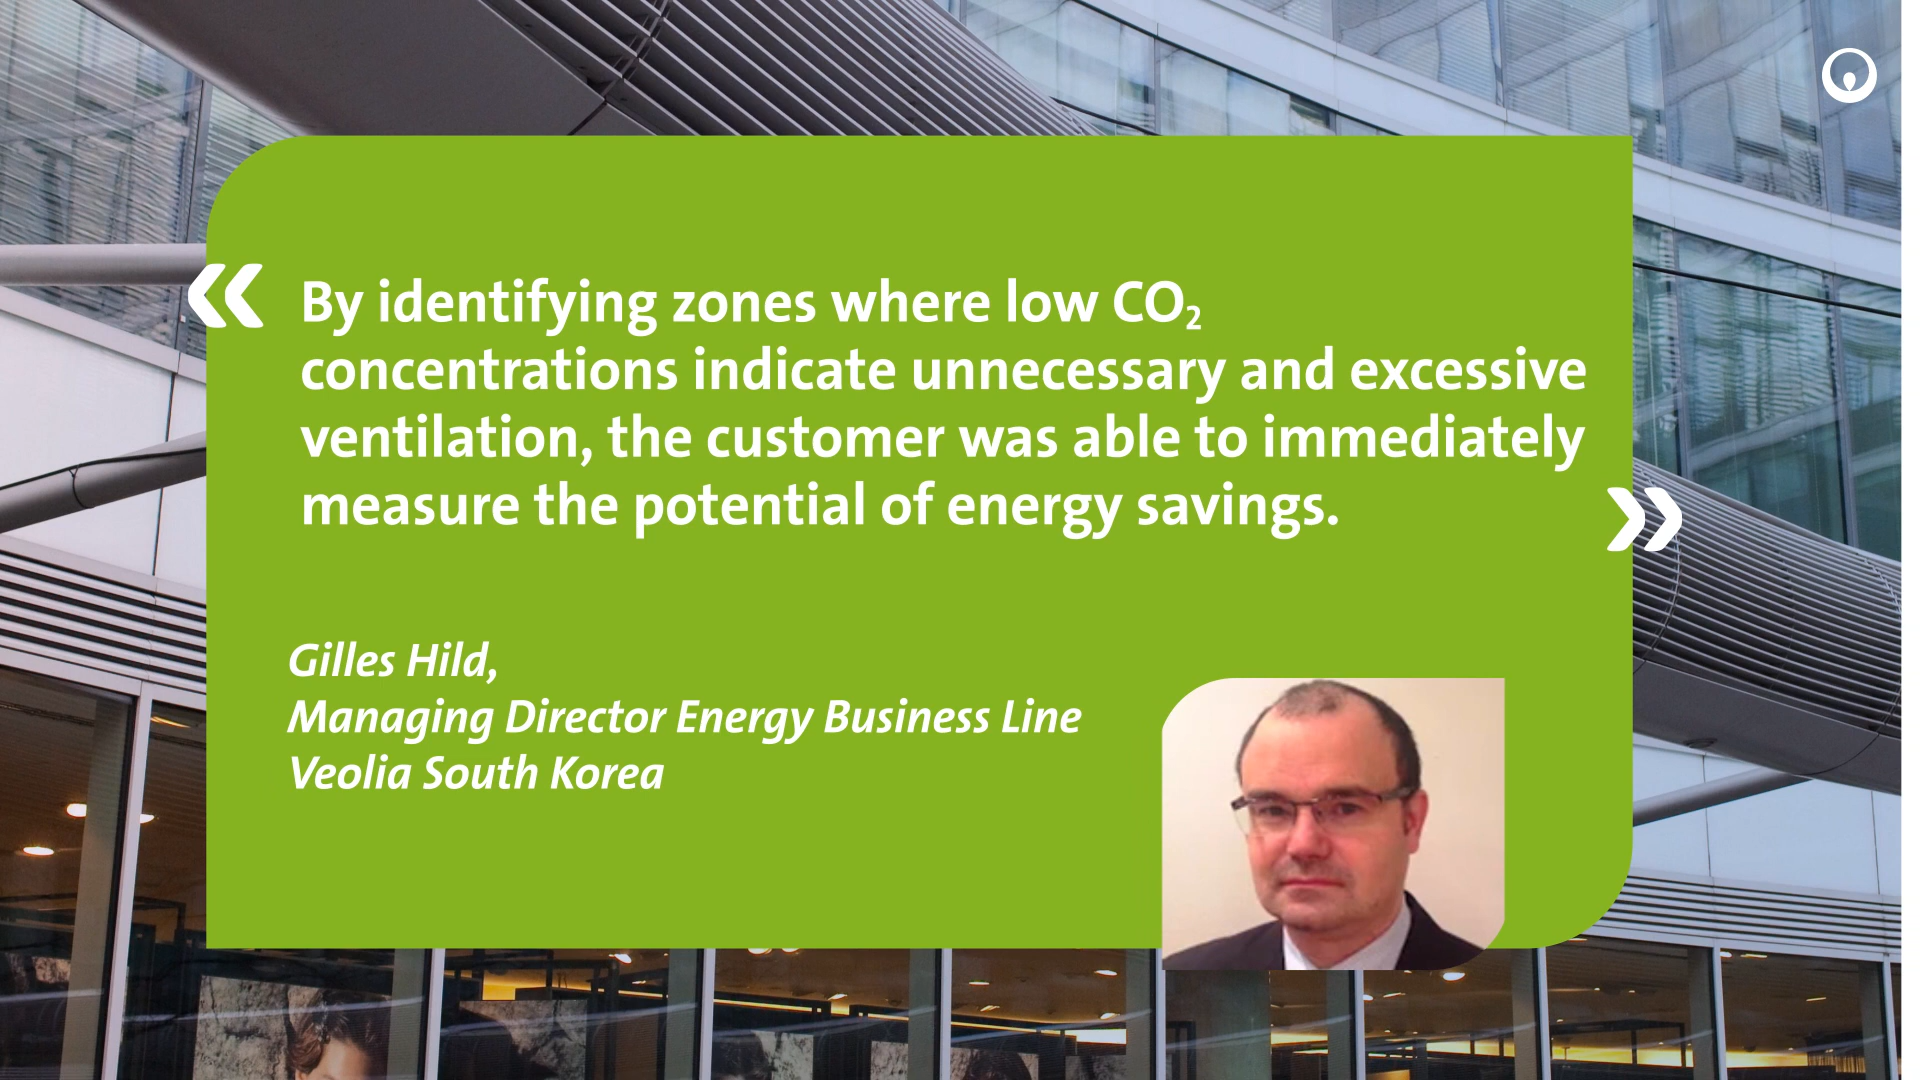 « By identifying zones where low CO₂
concentrations indicate unnecessary and excessive
ventilation, the customer was able to immediately
measure the potential of energy savings. »
Gilles Hild,
Managing Director Energy Business Line
Veolia South Korea